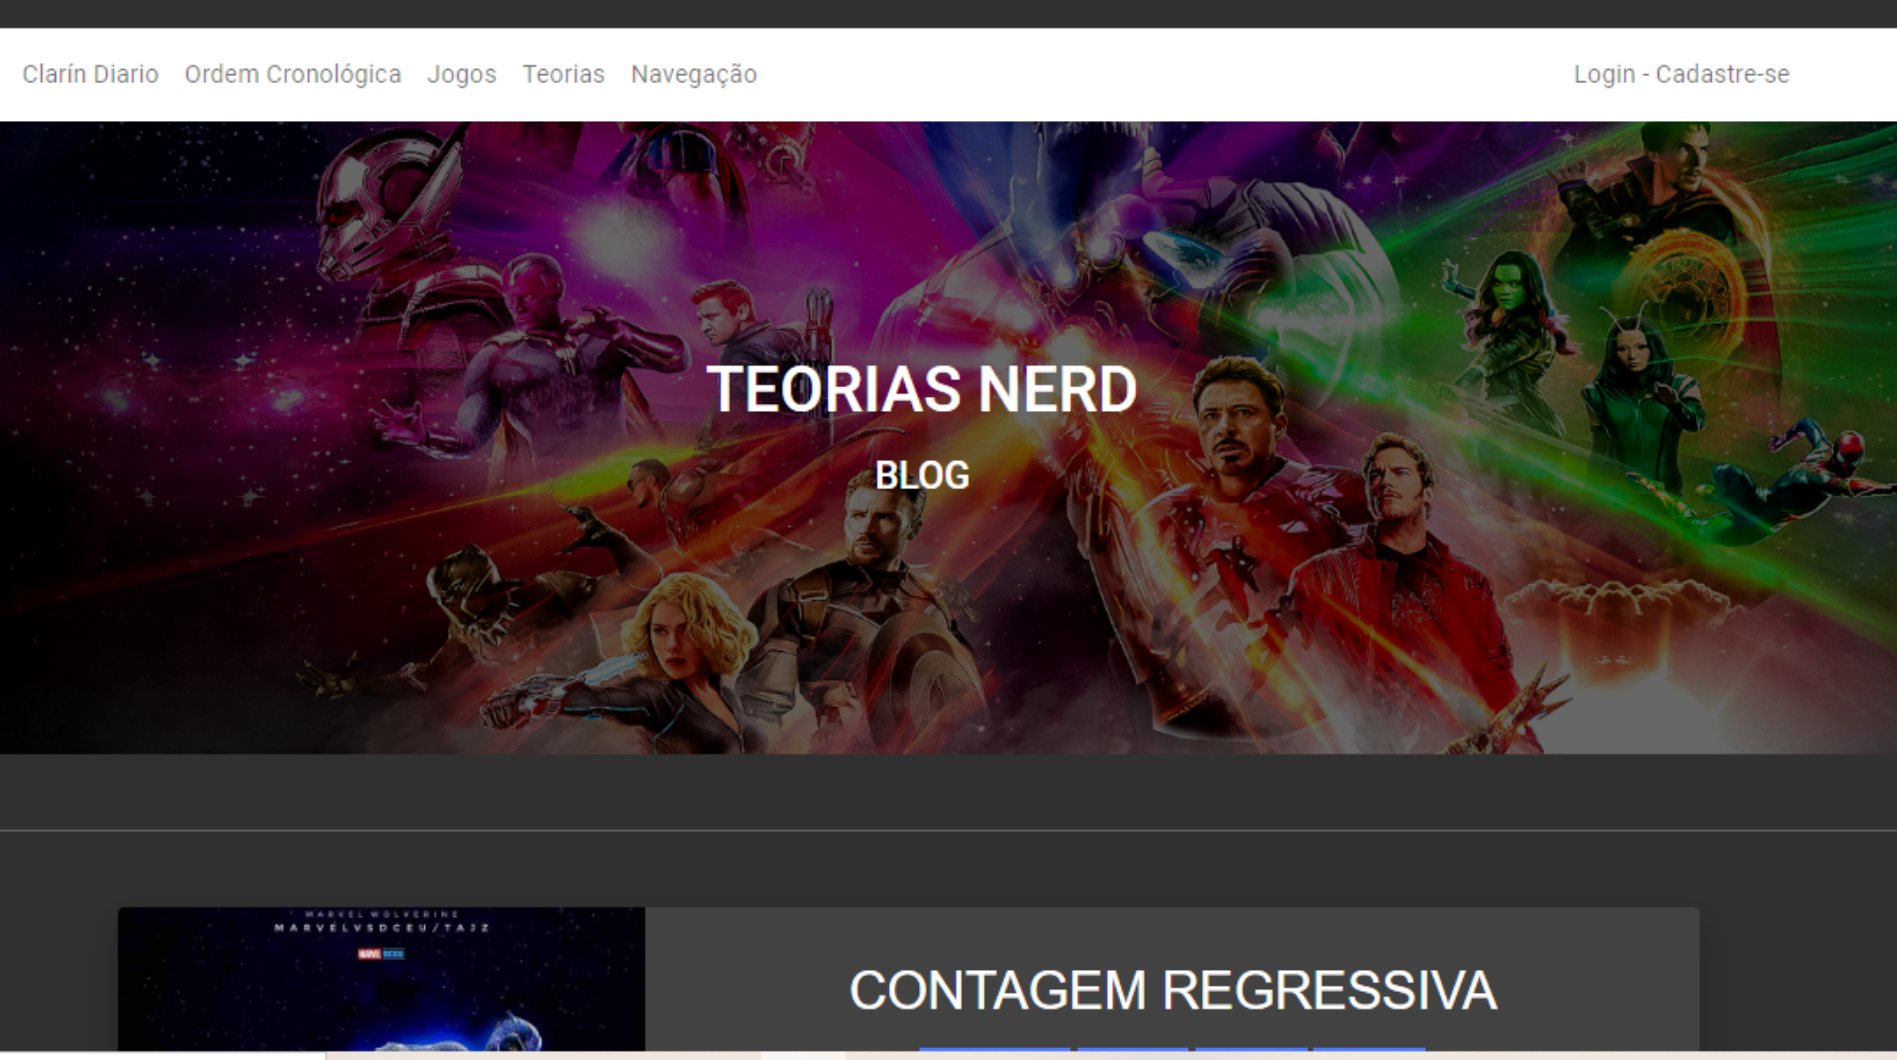 Clarín Diario Ordem Cronológica Jogos Teorias Navegação Login - Cadastre-se
TEORIAS NERD
BLOG
MARVEL WOLVERINE
MARVELVSDCEU/TAJZ
CONTAGEM REGRESSIVA